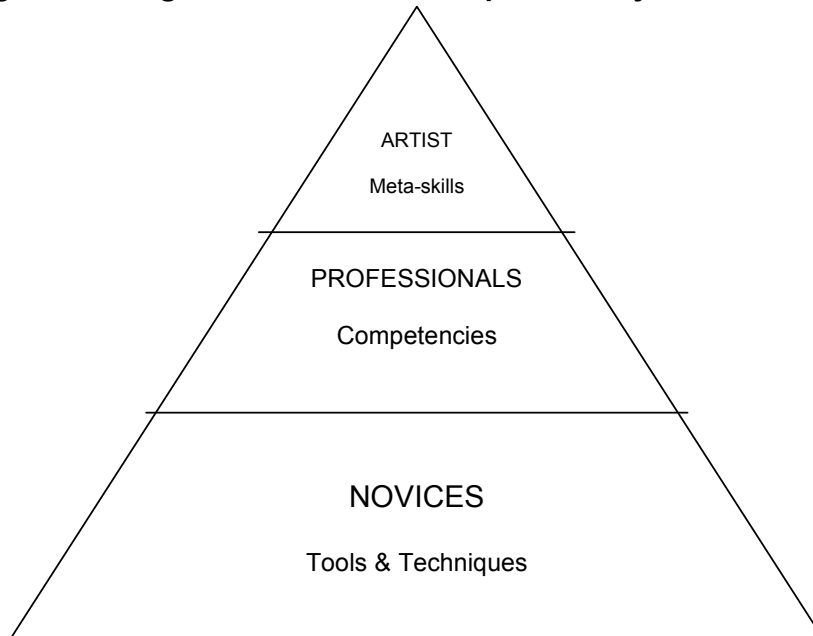 ARTIST
Meta-skills
PROFESSIONALS
Competencies
NOVICES
Tools & Techniques